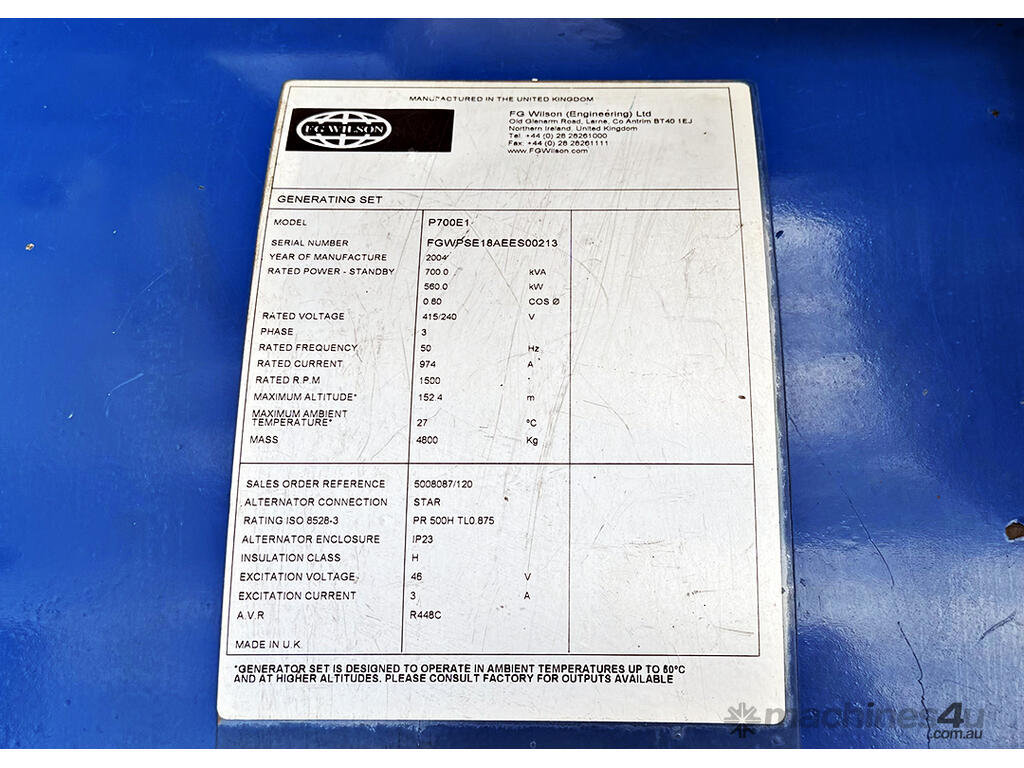 MANUFACTURED IN THE UNITED KINGDOM
FG WILSON
FG Wilson (Engineering) Ltd
Old Glenarm Road, Larne, Co Antrim BT40 1EJ
Northern Ireland, United Kingdom
Tel. +44 (0) 28 28261000
Fax: +44 (0) 28 28261111
www.FGWilson.com
GENERATING SET
MODEL P700E1
SERIAL NUMBER FGWPSE18AEES00213
YEAR OF MANUFACTURE 2004
RATED POWER - STANDBY 700.0 kVA
560.0 kW
0.80 COS Ø
RATED VOLTAGE 415/240 V
PHASE 3
RATED FREQUENCY 50 Hz
RATED CURRENT 974 A
RATED R.P.M 1500
MAXIMUM ALTITUDE* 152.4 m
MAXIMUM AMBIENT
TEMPERATURE* 27 °C
MASS 4800 Kg
SALES ORDER REFERENCE 5008087/120
ALTERNATOR CONNECTION STAR
RATING ISO 8528-3 PR 500H TL0.875
ALTERNATOR ENCLOSURE IP23
INSULATION CLASS H
EXCITATION VOLTAGE 46 V
EXCITATION CURRENT 3 A
A.V.R R448C
MADE IN U.K
*GENERATOR SET IS DESIGNED TO OPERATE IN AMBIENT TEMPERATURES UP TO 50°C
AND AT HIGHER ALTITUDES. PLEASE CONSULT FACTORY FOR OUTPUTS AVAILABLE
machines4u
.com.au